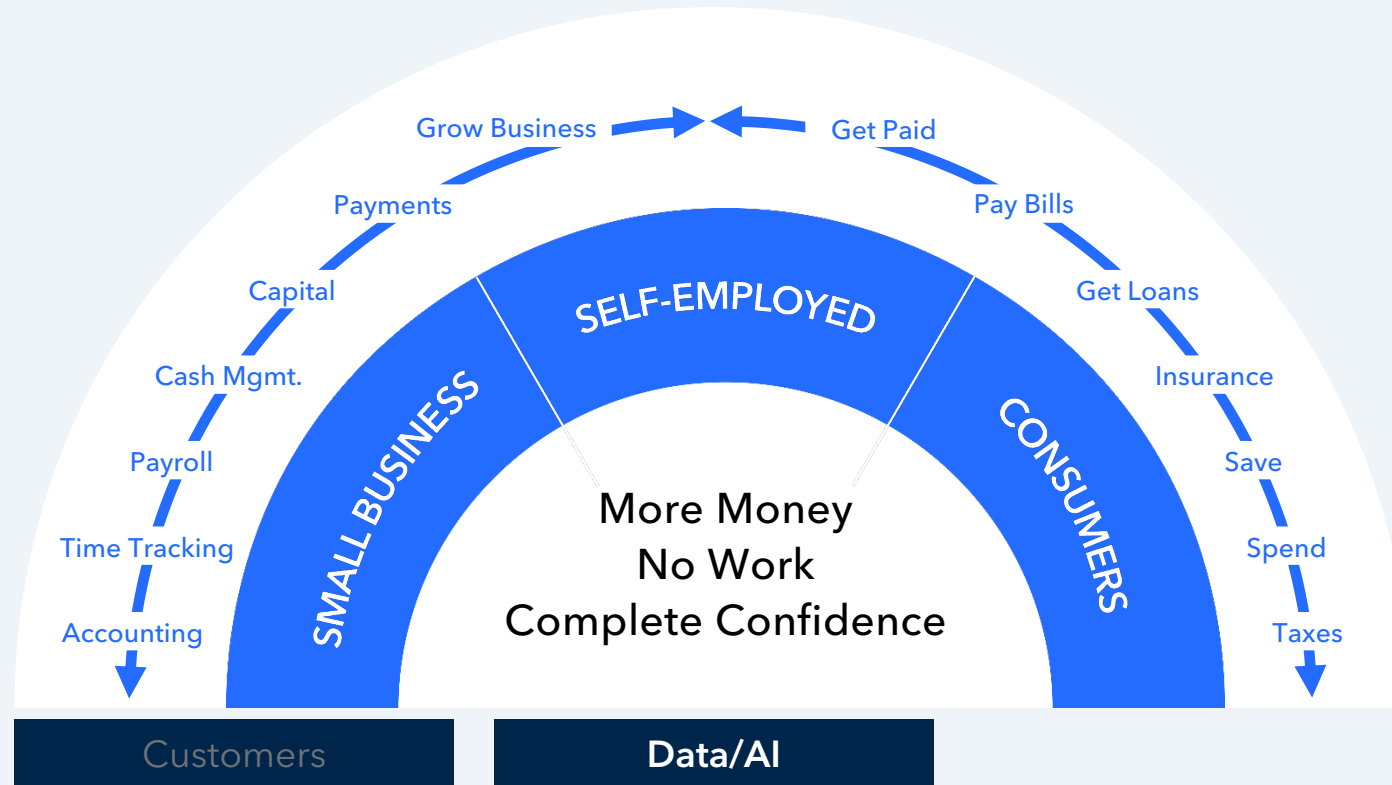 Grow Business
Get Paid
Payments
Pay Bills
Capital
Get Loans
Cash Mgmt.
Insurance
Payroll
Save
Time Tracking
Spend
Accounting
Taxes
SMALL BUSINESS
SELF-EMPLOYED
CONSUMERS
More Money
No Work
Complete Confidence
Customers
Data/AI